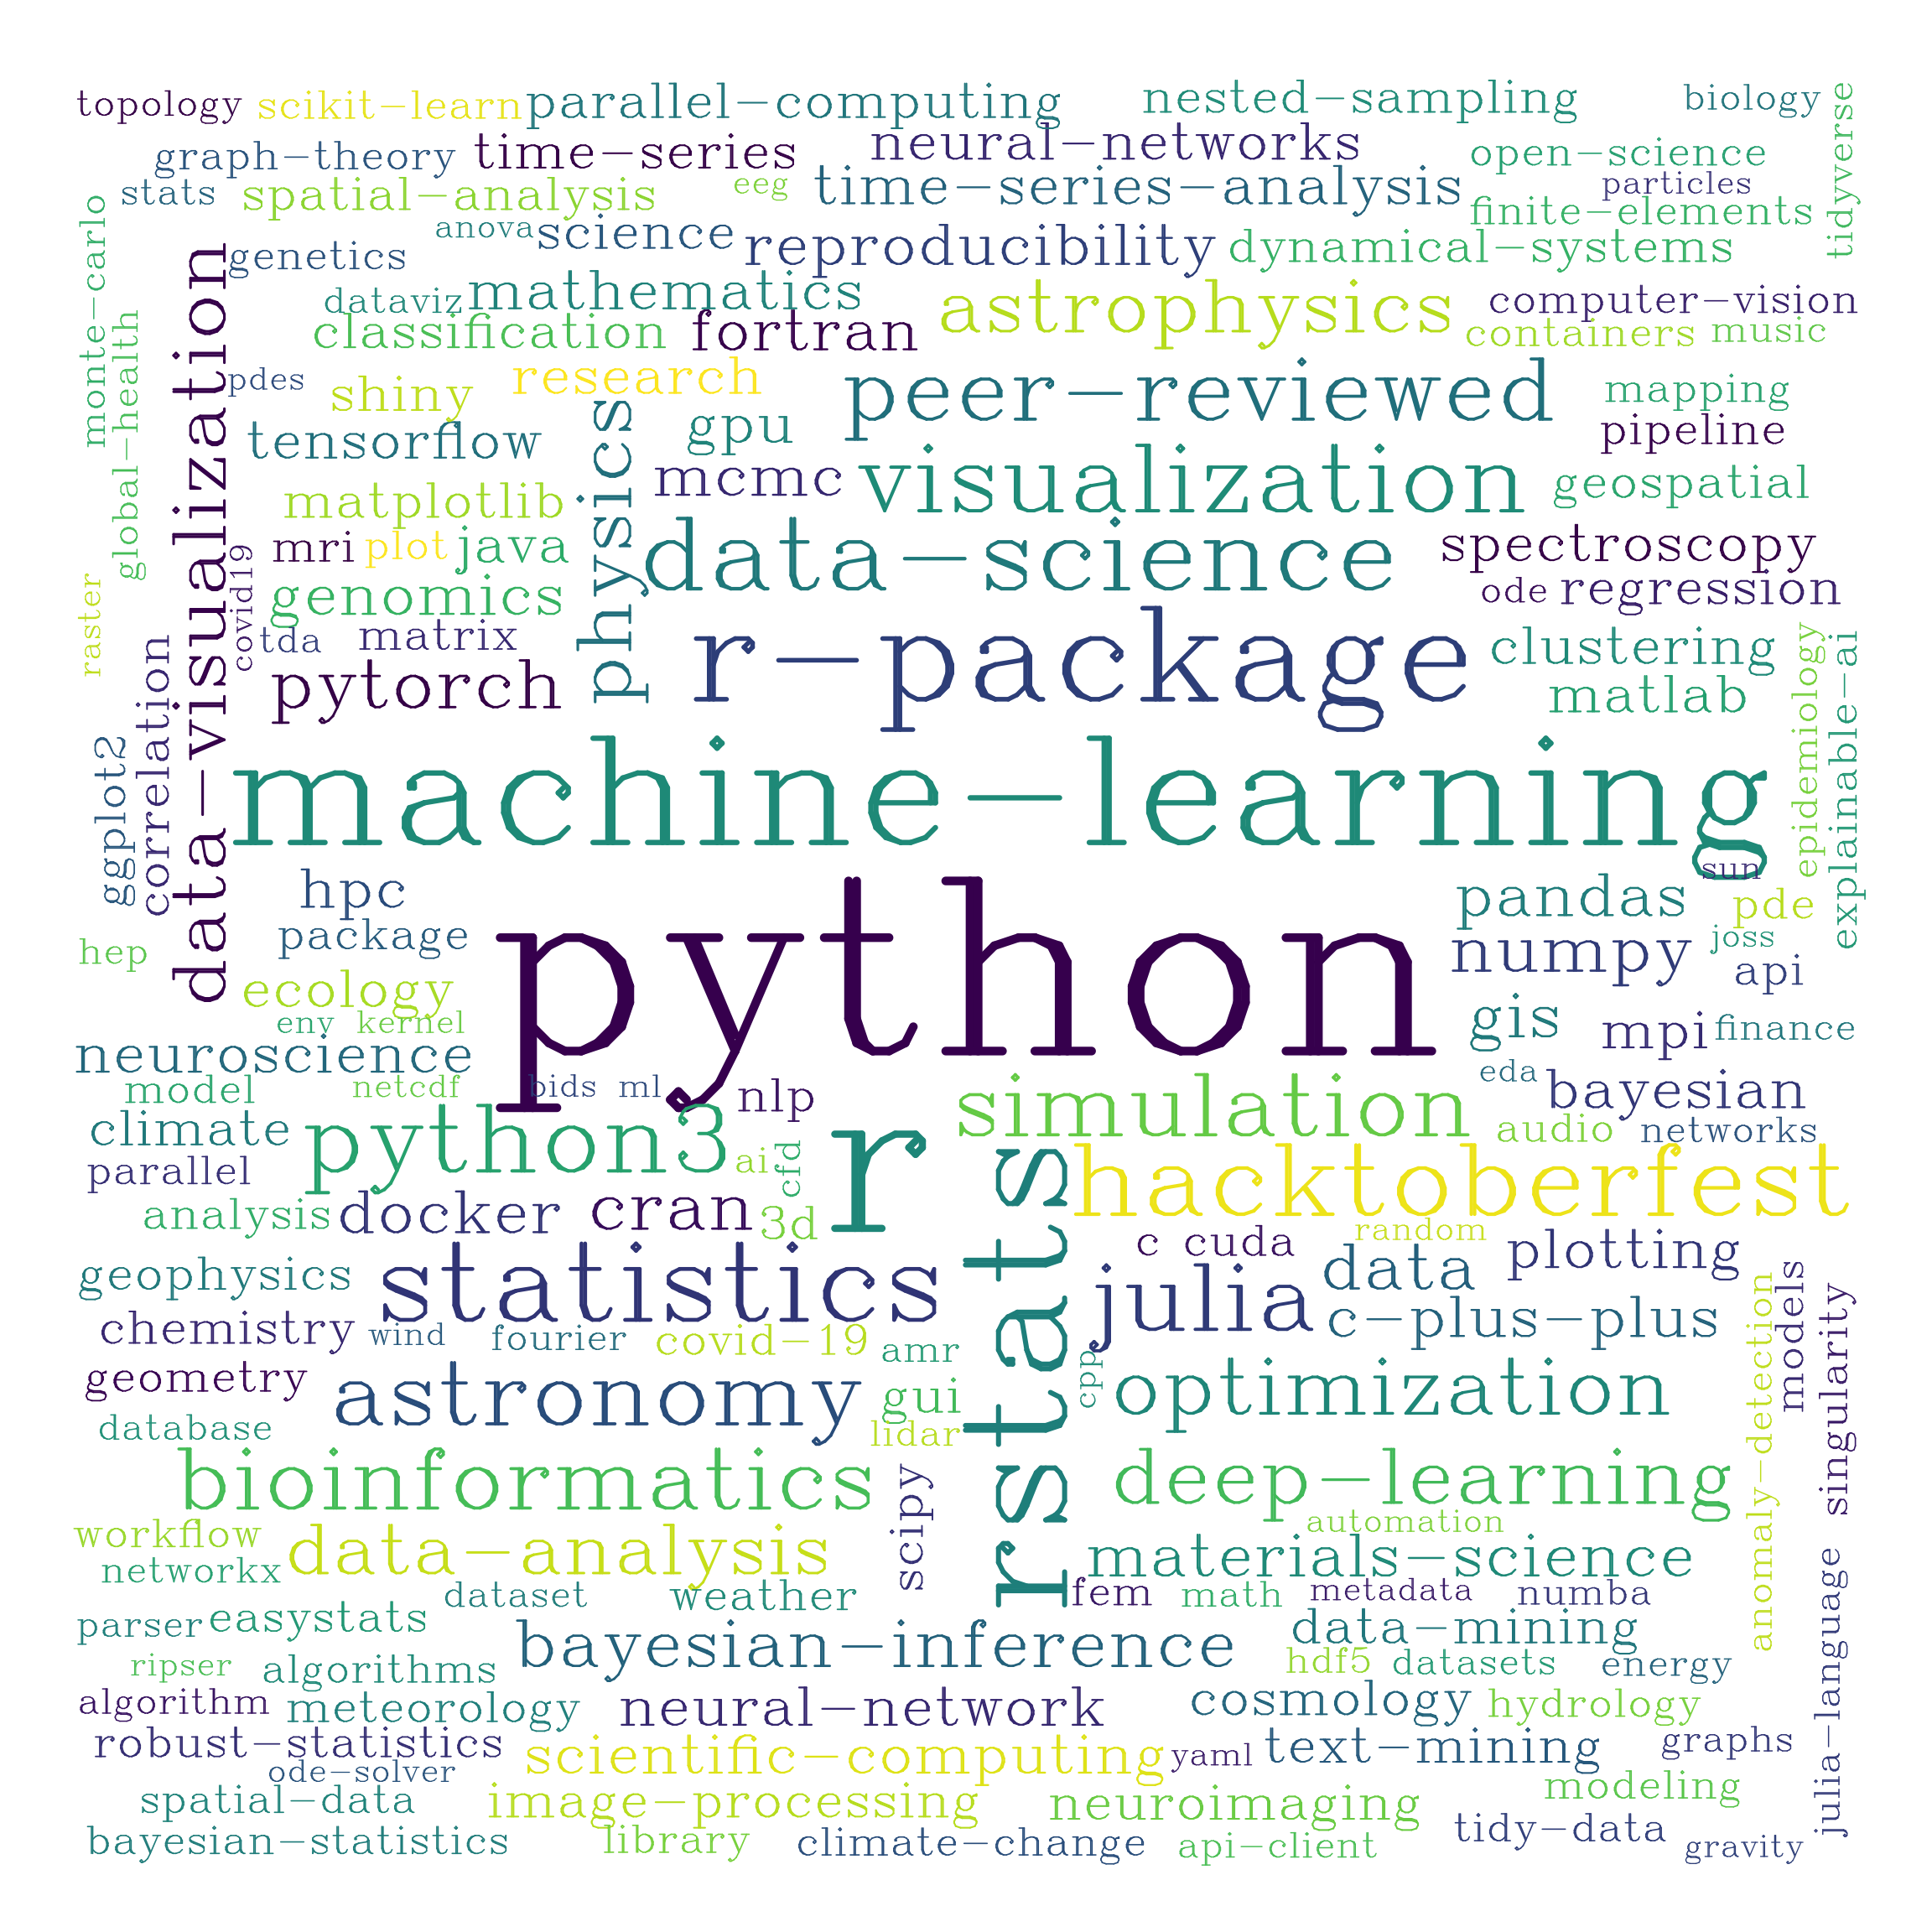 topology scikit-learn parallel-computing nested-sampling biology
graph-theory time-series neural-networks open-science
stats spatial-analysis eeg time-series-analysis particles
finite-elements
tidyverse
anova science reproducibility dynamical-systems
genetics
monte-carlo
global-health
data-visualization
dataviz mathematics astrophysics computer-vision
classification fortran containers music
pdes shiny research peer-reviewed mapping
tensorflow gpu pipeline
physics
mcmc visualization geospatial
matplotlib
mri plot java data-science spectroscopy
covid19
raster
genomics ode regression
tda matrix r-package clustering
pytorch matlab
epidemiology
explainable-ai
ggplot2
correlation
machine-learning
sun
hpc python pandas pde
package numpy joss
hep api
ecology gis
env kernel mpi finance
neuroscience eda
model netcdf bids ml nlp simulation bayesian
climate python3 r audio networks
parallel ai cfd hacktoberfest
rstats
analysis docker cran 3d random
c cuda plotting
geophysics statistics julia data
chemistry wind fourier covid-19 amr c-plus-plus
models
singularity
anomaly-detection
geometry astronomy gui cpp optimization
database lidar
bioinformatics scipy deep-learning
workflow data-analysis automation
networkx materials-science
dataset weather fem math metadata numba
julia-language
parser easystats bayesian-inference data-mining
ripser algorithms hdf5 datasets energy
algorithm meteorology neural-network cosmology hydrology
robust-statistics scientific-computing yaml text-mining graphs
ode-solver
spatial-data image-processing neuroimaging modeling
bayesian-statistics library climate-change api-client tidy-data gravity